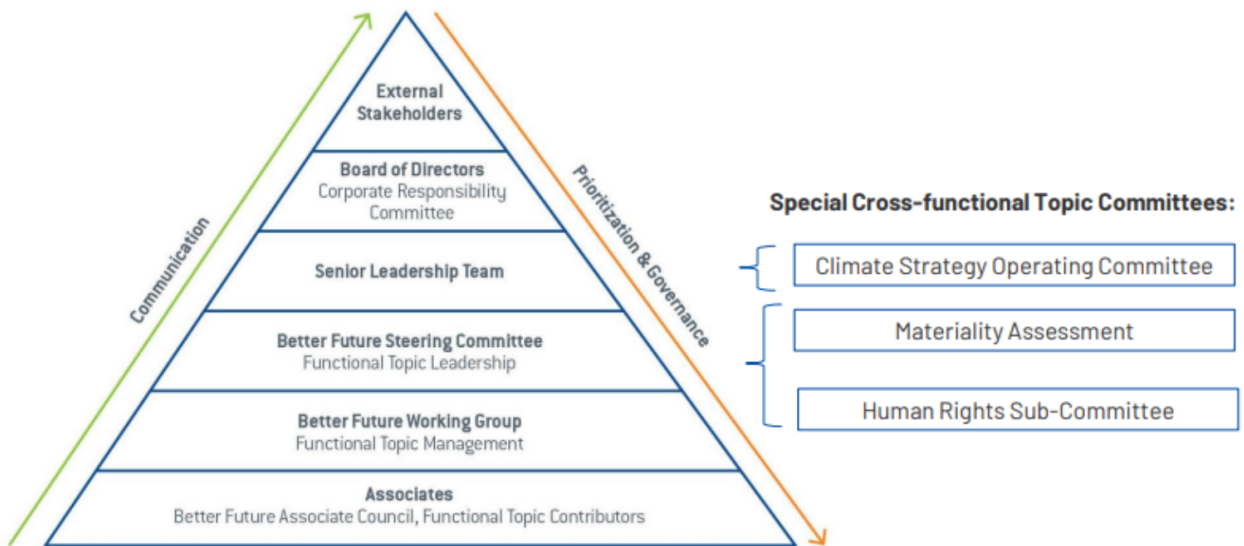 External
Stakeholders
Board of Directors
Corporate Responsibility
Committee
Senior Leadership Team
Better Future Steering Committee
Functional Topic Leadership
Better Future Working Group
Functional Topic Management
Associates
Better Future Associate Council, Functional Topic Contributors
Communication
Prioritization & Governance
Special Cross-functional Topic Committees:
Climate Strategy Operating Committee
Materiality Assessment
Human Rights Sub-Committee